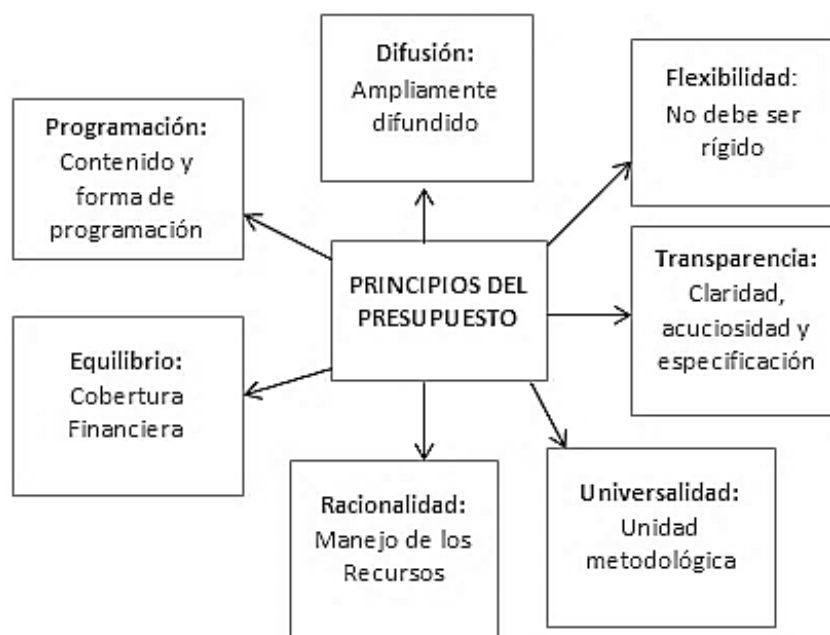 Difusión:
Ampliamente
difundido
Flexibilidad:
No debe ser
rígido
Programación:
Contenido y
forma de
programación
PRINCIPIOS DEL
PRESUPUESTO
Transparencia:
Claridad,
acuciosidad y
especificación
Equilibrio:
Cobertura
Financiera
Racionalidad:
Manejo de los
Recursos
Universalidad:
Unidad
metodológica